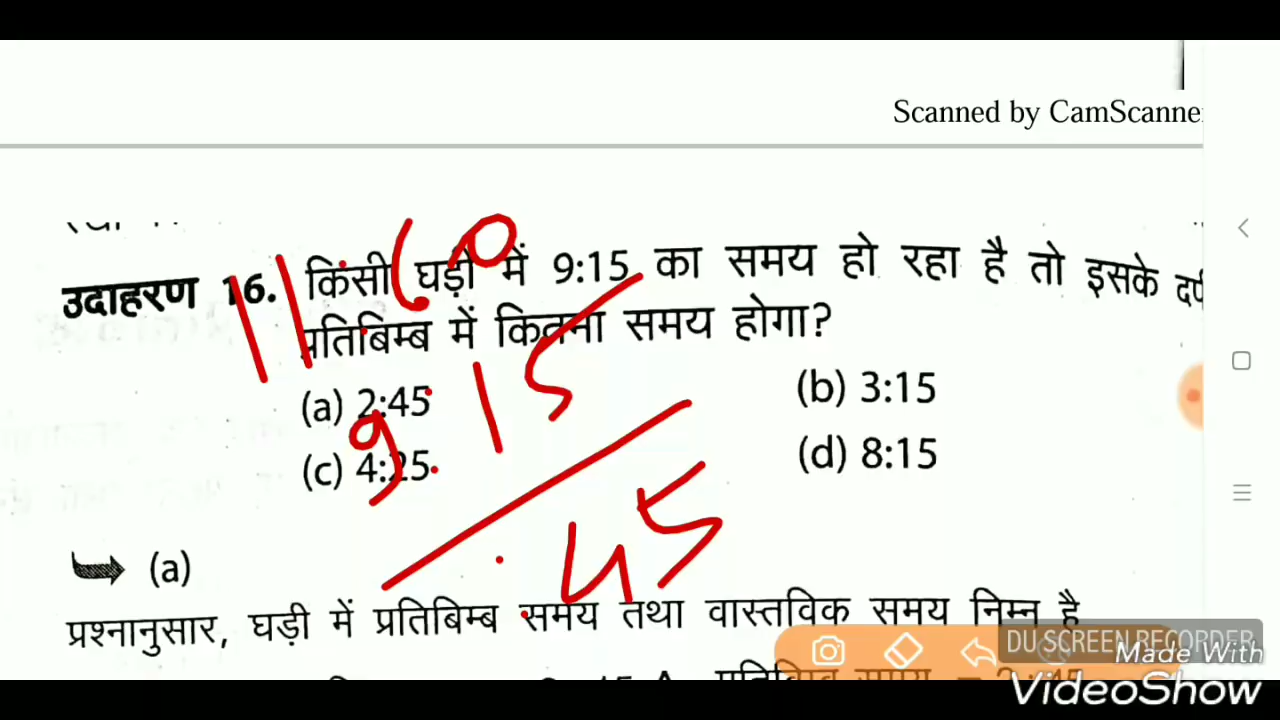 Scanned by CamScanne
उदाहरण 16. किसी घड़ी में 9:15 का समय हो रहा है तो इसके
प्रतिबिम्ब में कितना समय होगा?
11 60
(a) 2:45
(b) 3:15
9 15
(c) 4:25
(d) 8:15
45
(a)
प्रश्नानुसार, घड़ी में प्रतिबिम्ब समय तथा वास्तविक समय निम्न है
DU SCREEN RECORDER
Made With
VideoShow